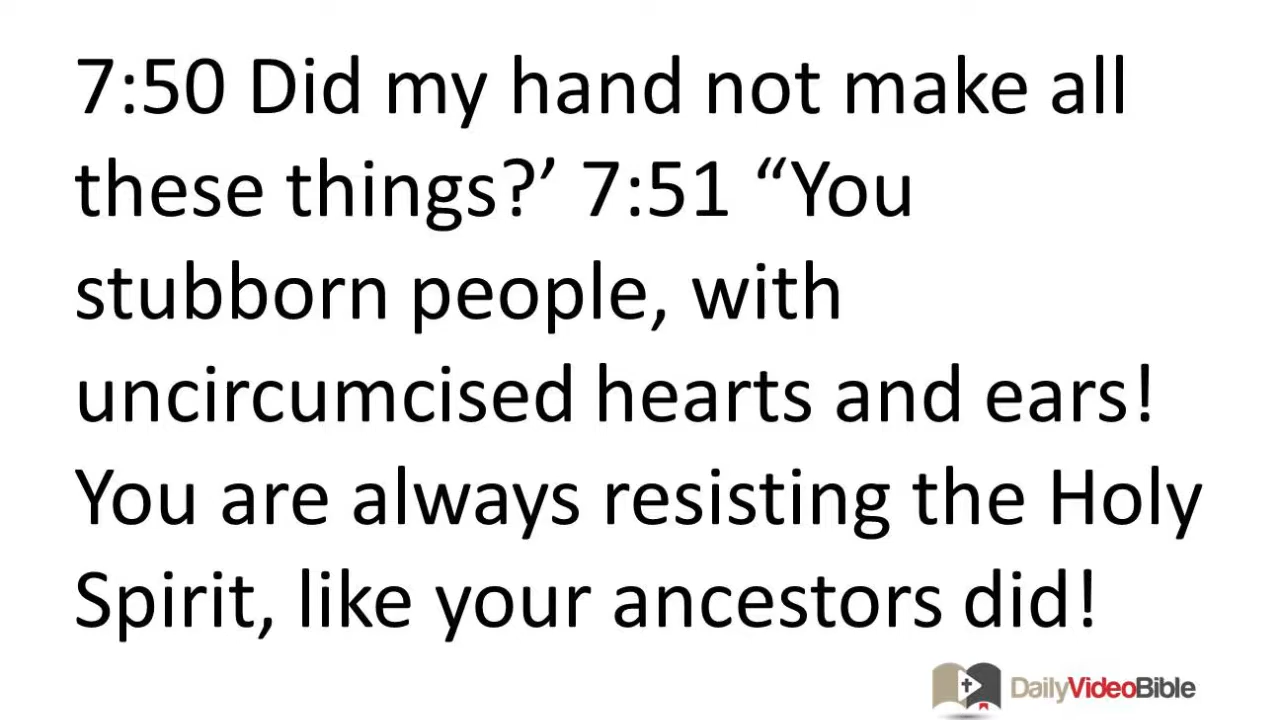 7:50 Did my hand not make all
these things?’ 7:51 “You
stubborn people, with
uncircumcised hearts and ears!
You are always resisting the Holy
Spirit, like your ancestors did!
DailyVideoBible